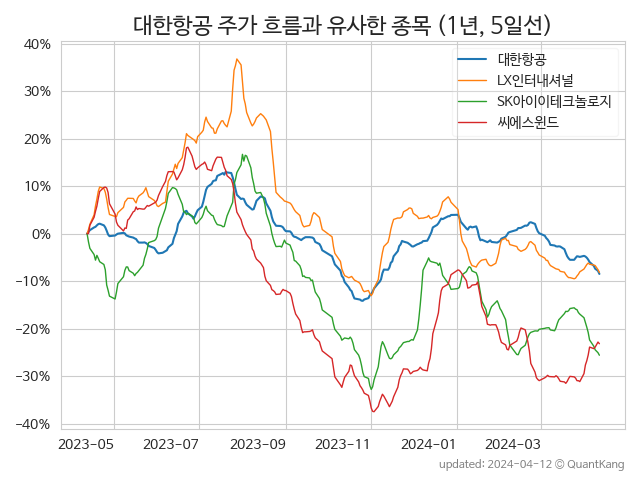 대한항공 주가 흐름과 유사한 종목 (1년, 5일선)
대한항공
LX인터내셔널
SK아이이테크놀로지
씨에스윈드
40%
30%
20%
10%
0%
−10%
−20%
−30%
−40%
2023-05 2023-07 2023-09 2023-11 2024-01 2024-03
updated: 2024-04-12 © QuantKang